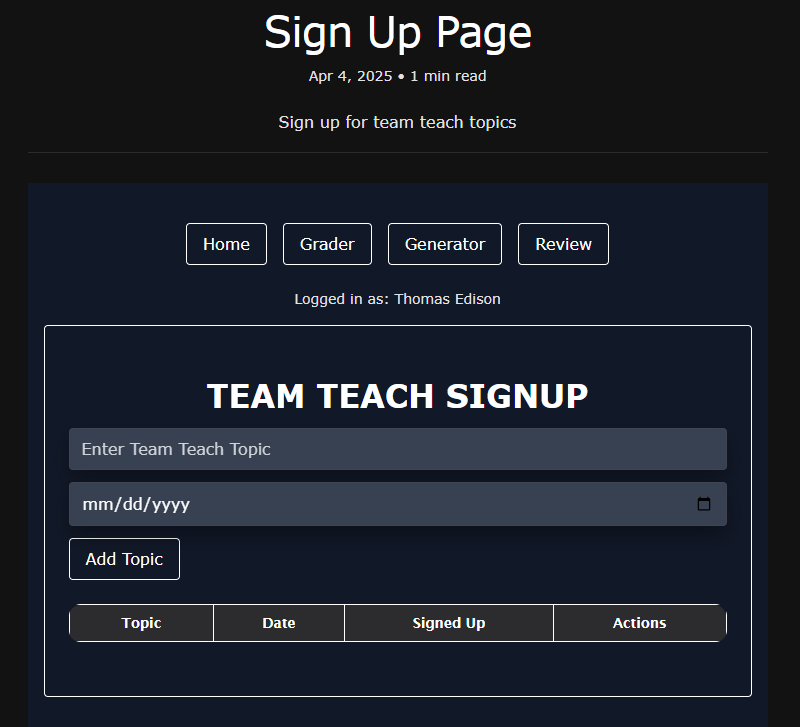 Sign Up Page
Apr 4, 2025 • 1 min read
Sign up for team teach topics
Home Grader Generator Review
Logged in as: Thomas Edison
TEAM TEACH SIGNUP
Enter Team Teach Topic
mm/dd/yyyy
Add Topic
Topic Date Signed Up Actions